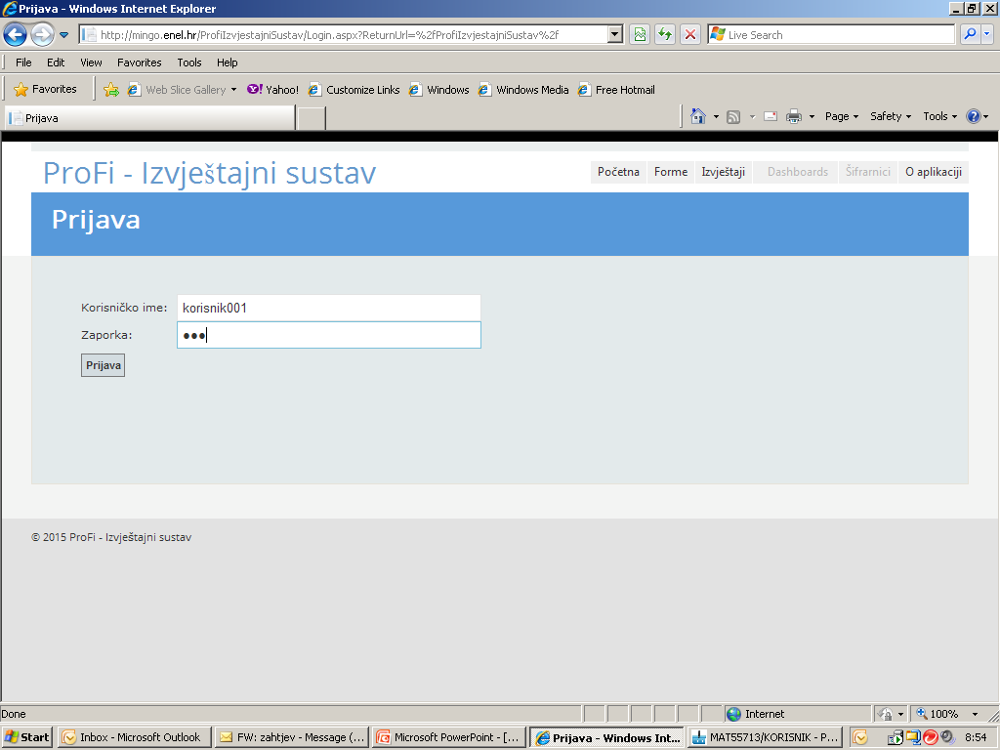 Prijava - Windows Internet Explorer
http://mingo.enel.hr/ProfiIzvjestajniSustav/Login.aspx?ReturnUrl=%2fProfiIzvjestajniSustav%2f
Live Search
File Edit View Favorites Tools Help
Favorites Web Slice Gallery Yahoo! Customize Links Windows Windows Media Free Hotmail
Prijava Page Safety Tools
ProFi - Izvještajni sustav
Početna Forme Izvještaji Dashboards Šifrarnici O aplikaciji
Prijava
Korisničko ime: korisnik001
Zaporka: •••
Prijava
© 2015 ProFi - Izvještajni sustav
Done Internet 100%
Start Inbox - Microsoft Outlook FW: zahtjev - Message (... Microsoft PowerPoint - [... Prijava - Windows Int... MAT55713/KORISNIK - P... 8:54